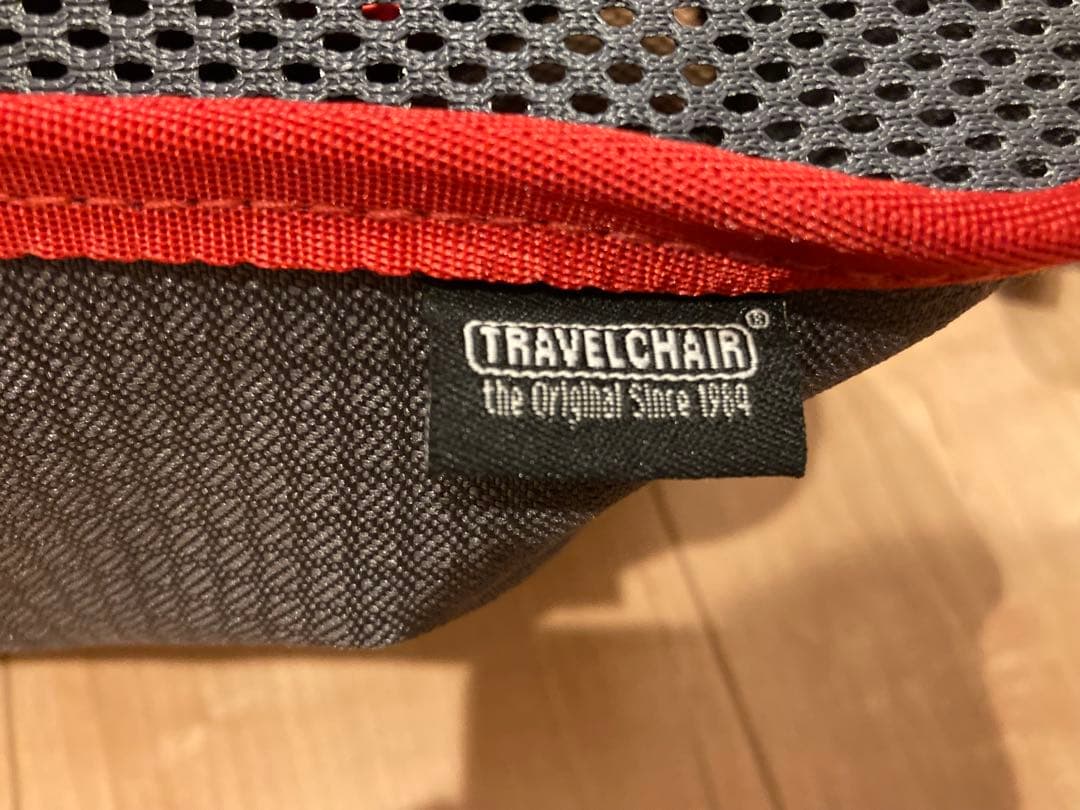 TRAVELCHAIR®
the Original Since 1984